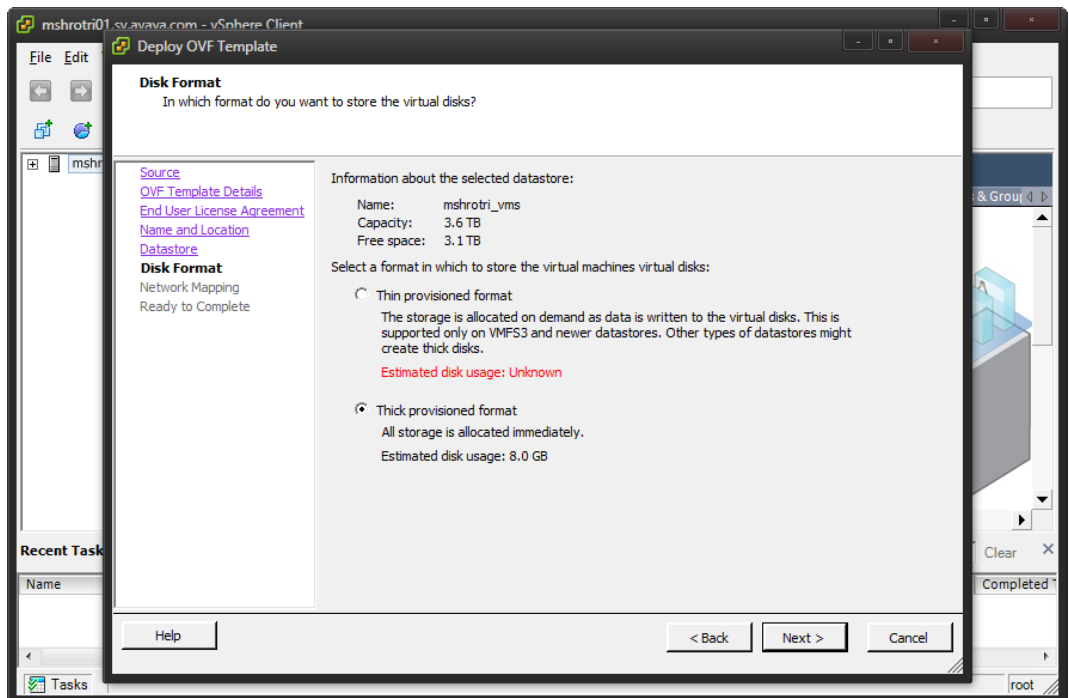 mshrotri01.sv.avaya.com - vSphere Client
Deploy OVF Template
File Edit
Disk Format
In which format do you want to store the virtual disks?
mshr
Source
OVF Template Details
End User License Agreement
Name and Location
Datastore
Disk Format
Network Mapping
Ready to Complete
Information about the selected datastore:
Name: mshrotri_vms
Capacity: 3.6 TB
Free space: 3.1 TB
Select a format in which to store the virtual machines virtual disks:
Thin provisioned format
The storage is allocated on demand as data is written to the virtual disks. This is
supported only on VMFS3 and newer datastores. Other types of datastores might
create thick disks.
Estimated disk usage: Unknown
Thick provisioned format
All storage is allocated immediately.
Estimated disk usage: 8.0 GB
& Grou
Recent Task
Clear
Name
Completed T
Help
< Back
Next >
Cancel
Tasks
root